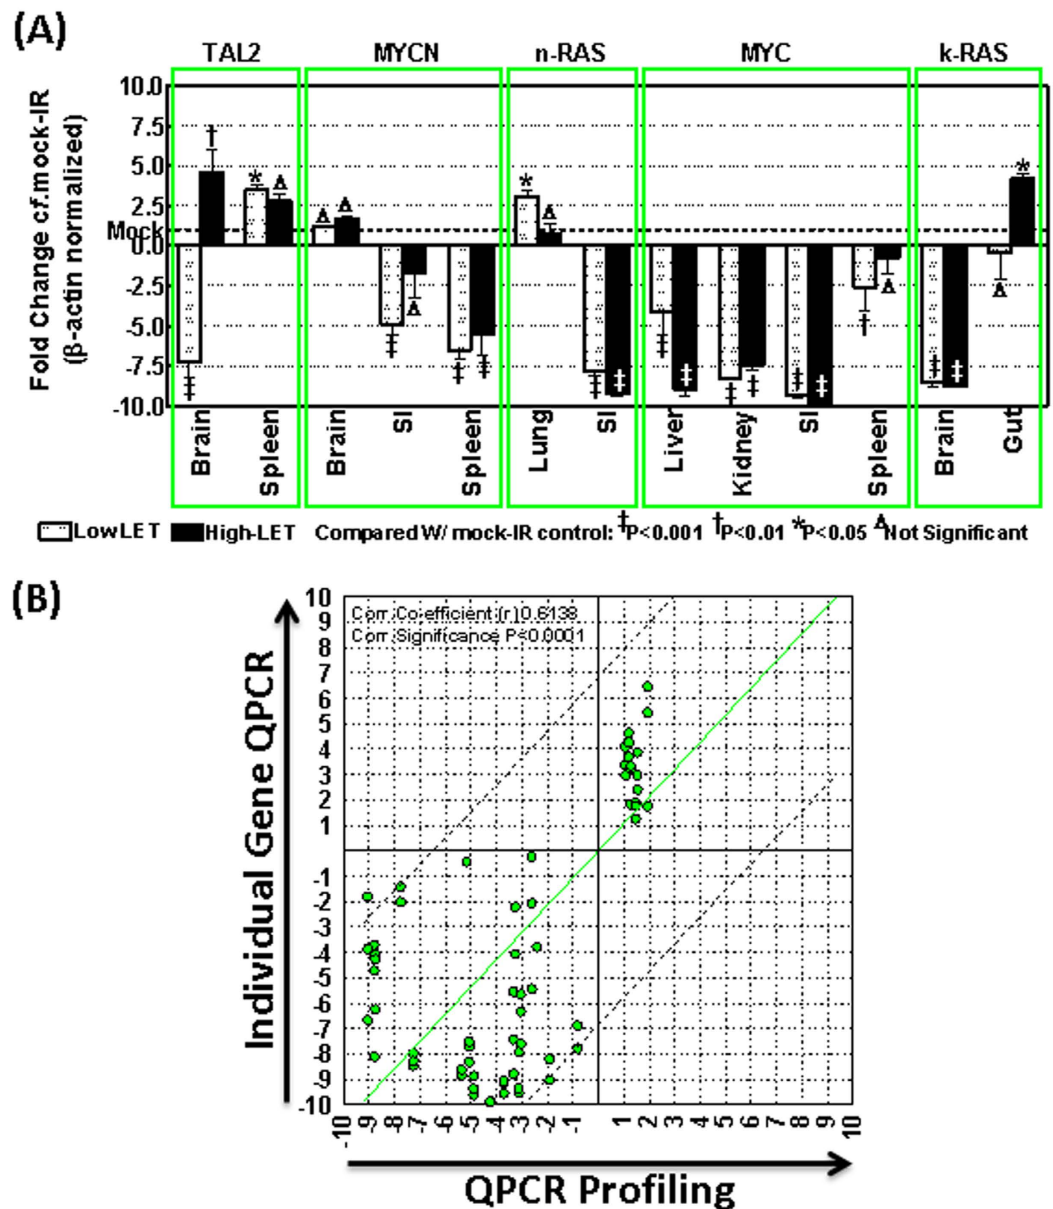 (A)
TAL2 MYCN n-RAS MYC k-RAS
Fold Change cf.mock-IR
(β-actin normalized)
10.0
7.5
5.0
2.5
Mock
0.0
-2.5
-5.0
-7.5
-10.0
† * Δ Δ Δ * Δ *
‡ ‡ Δ ‡ ‡ ‡ ‡ ‡ ‡ ‡ ‡ ‡ ‡ † Δ ‡ ‡ Δ
Brain Spleen Brain SI Spleen Lung SI Liver Kidney SI Spleen Brain Gut
Low LET High-LET Compared W/ mock-IR control: ‡P<0.001 †P<0.01 *P<0.05 ΔNot Significant
(B)
Corr. Co-efficient (r) 0.6138
Corr. Significance P<0.0001
Individual Gene QPCR
10
9
8
7
6
5
4
3
2
1
-1
-2
-3
-4
-5
-6
-7
-8
-9
-10
-10 -9 -8 -7 -6 -5 -4 -3 -2 -1 1 2 3 4 5 6 7 8 9 10
QPCR Profiling